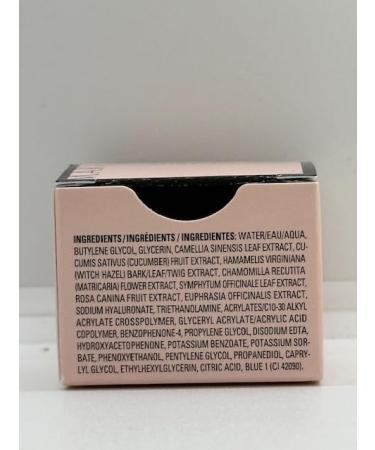 INGREDIENTS/INGRÉDIENTS/INGREDIENTES: WATER/EAU/AQUA,
BUTYLENE GLYCOL, GLYCERIN, CAMELLIA SINENSIS LEAF EXTRACT, CU-
CUMIS SATIVUS (CUCUMBER) FRUIT EXTRACT, HAMAMELIS VIRGINIANA
(WITCH HAZEL) BARK/LEAF/TWIG EXTRACT, CHAMOMILLA RECUTITA
(MATRICARIA) FLOWER EXTRACT, SYMPHYTUM OFFICINALE LEAF EXTRACT,
ROSA CANINA FRUIT EXTRACT, EUPHRASIA OFFICINALIS EXTRACT,
SODIUM HYALURONATE, TRIETHANOLAMINE, ACRYLATES/C10-30 ALKYL
ACRYLATE CROSSPOLYMER, GLYCERYL ACRYLATE/ACRYLIC ACID
COPOLYMER, BENZOPHENONE-4, PROPYLENE GLYCOL, DISODIUM EDTA,
HYDROXYACETOPHENONE, POTASSIUM BENZOATE, POTASSIUM SOR-
BATE, PHENOXYETHANOL, PENTYLENE GLYCOL, PROPANEDIOL, CAPRY-
LYL GLYCOL, ETHYLHEXYLGLYCERIN, CITRIC ACID, BLUE 1 (CI 42090).